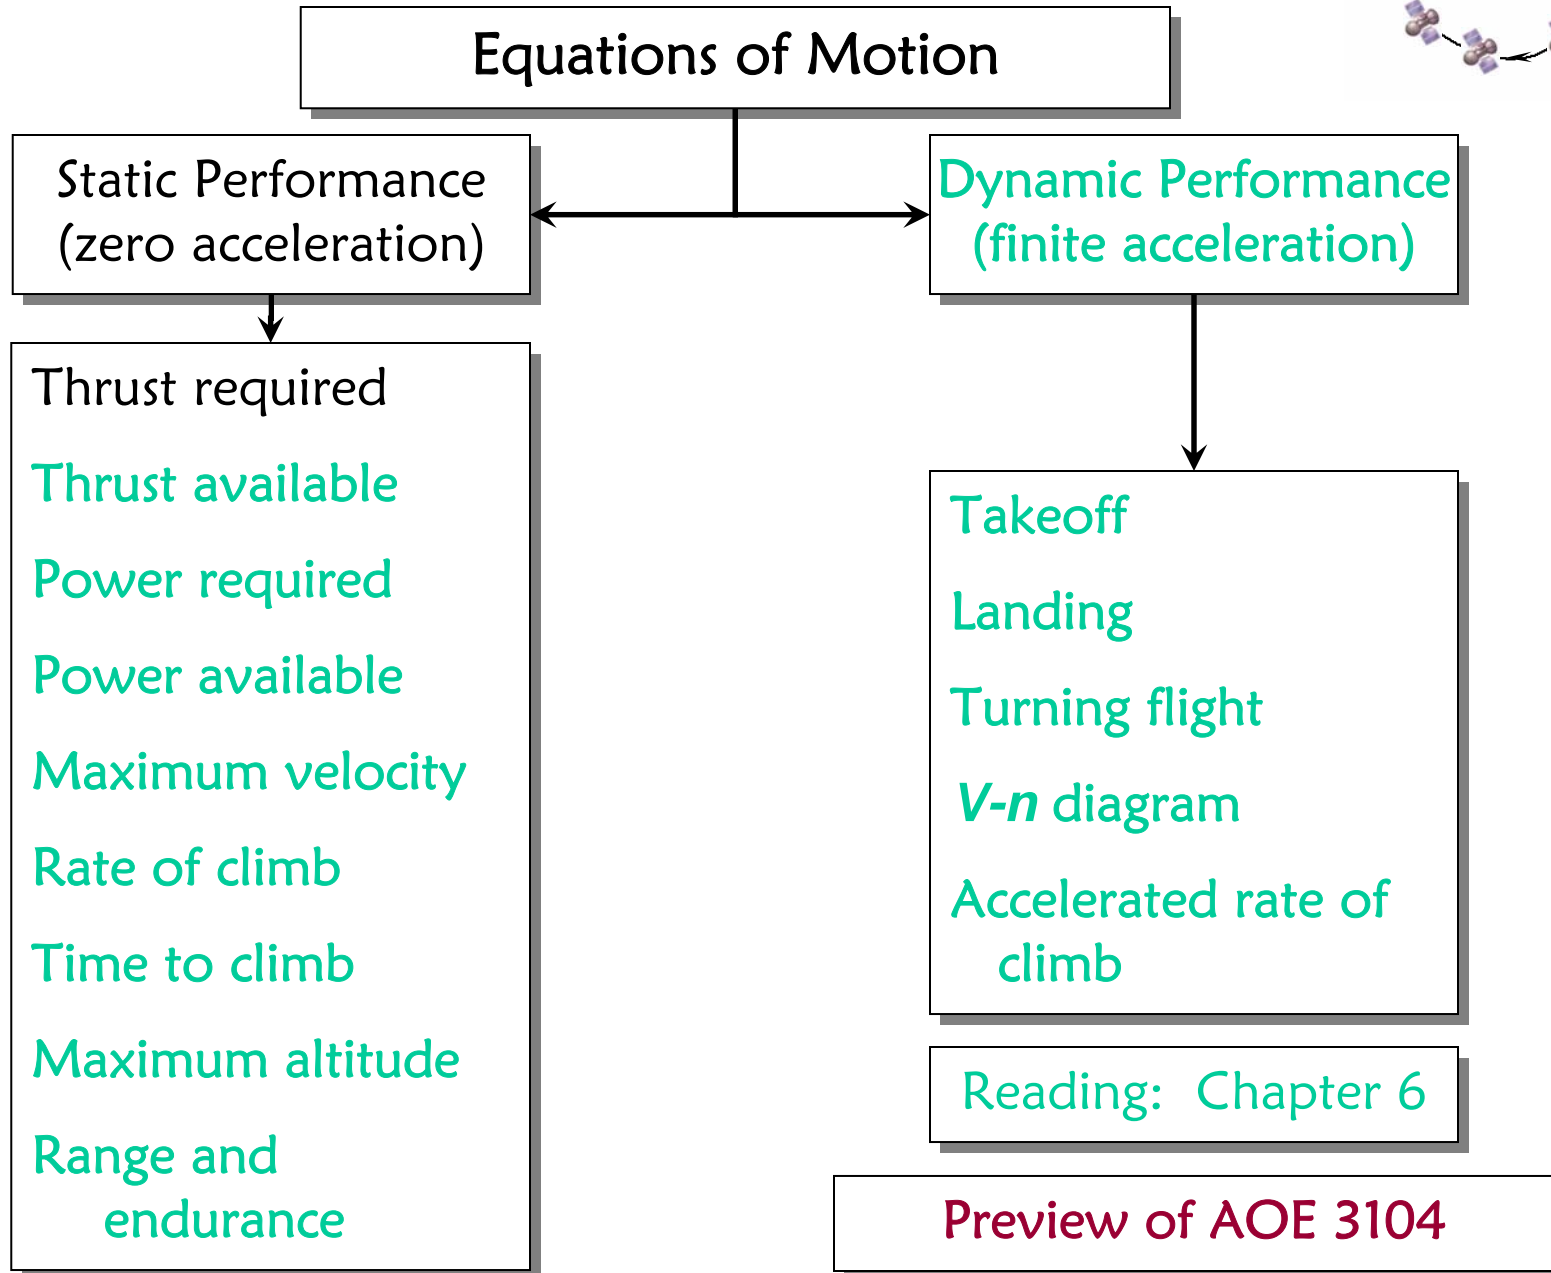 Equations of Motion
Static Performance
(zero acceleration)
Dynamic Performance
(finite acceleration)
Thrust required
Thrust available
Power required
Power available
Maximum velocity
Rate of climb
Time to climb
Maximum altitude
Range and
endurance
Takeoff
Landing
Turning flight
V-n diagram
Accelerated rate of
climb
Reading: Chapter 6
Preview of AOE 3104